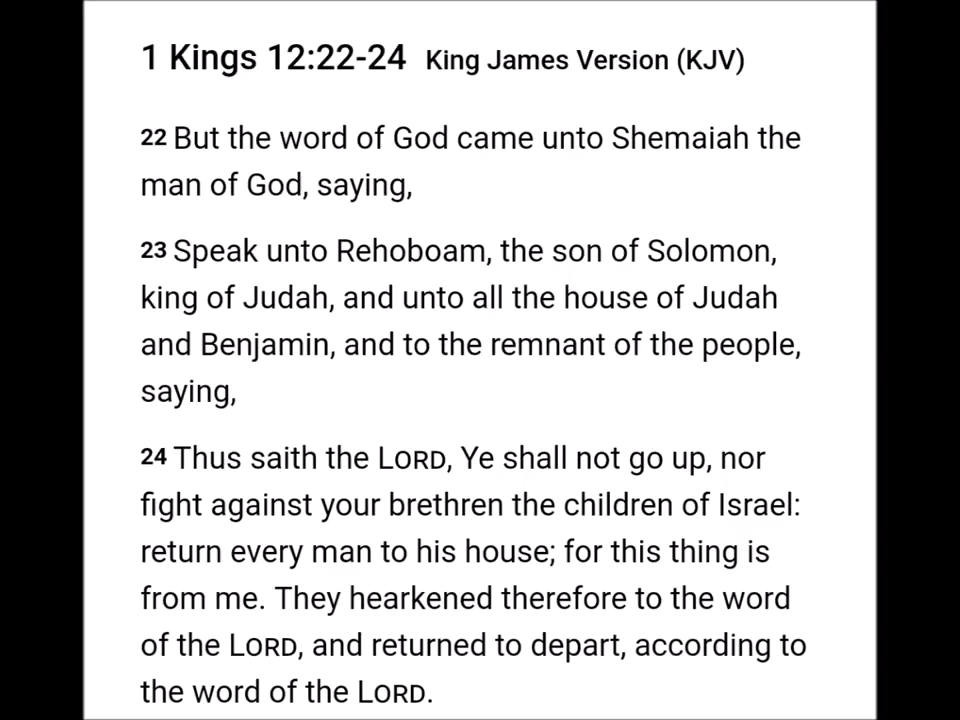 1 Kings 12:22-24 King James Version (KJV)
22 But the word of God came unto Shemaiah the
man of God, saying,
23 Speak unto Rehoboam, the son of Solomon,
king of Judah, and unto all the house of Judah
and Benjamin, and to the remnant of the people,
saying,
24 Thus saith the LORD, Ye shall not go up, nor
fight against your brethren the children of Israel:
return every man to his house; for this thing is
from me. They hearkened therefore to the word
of the LORD, and returned to depart, according to
the word of the LORD.